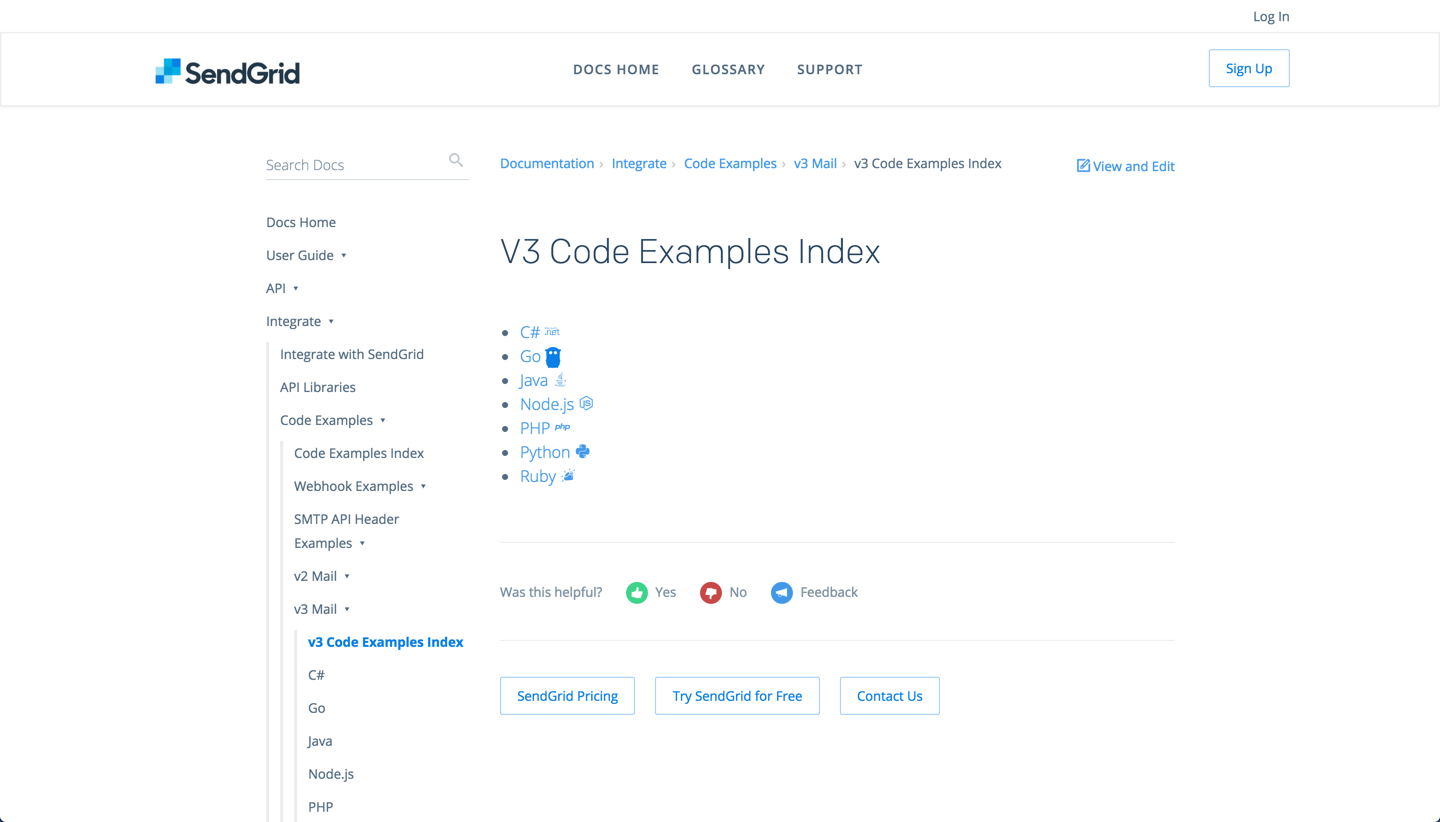 Log In
SendGrid
DOCS HOME
GLOSSARY
SUPPORT
Sign Up
Search Docs
Documentation › Integrate › Code Examples › v3 Mail › v3 Code Examples Index
View and Edit
Docs Home
User Guide
API
Integrate
Integrate with SendGrid
API Libraries
Code Examples
Code Examples Index
Webhook Examples
SMTP API Header
Examples
v2 Mail
v3 Mail
v3 Code Examples Index
C#
Go
Java
Node.js
PHP
V3 Code Examples Index
C# .net
Go
Java
Node.js JS
PHP php
Python
Ruby
Was this helpful?
Yes
No
Feedback
SendGrid Pricing
Try SendGrid for Free
Contact Us